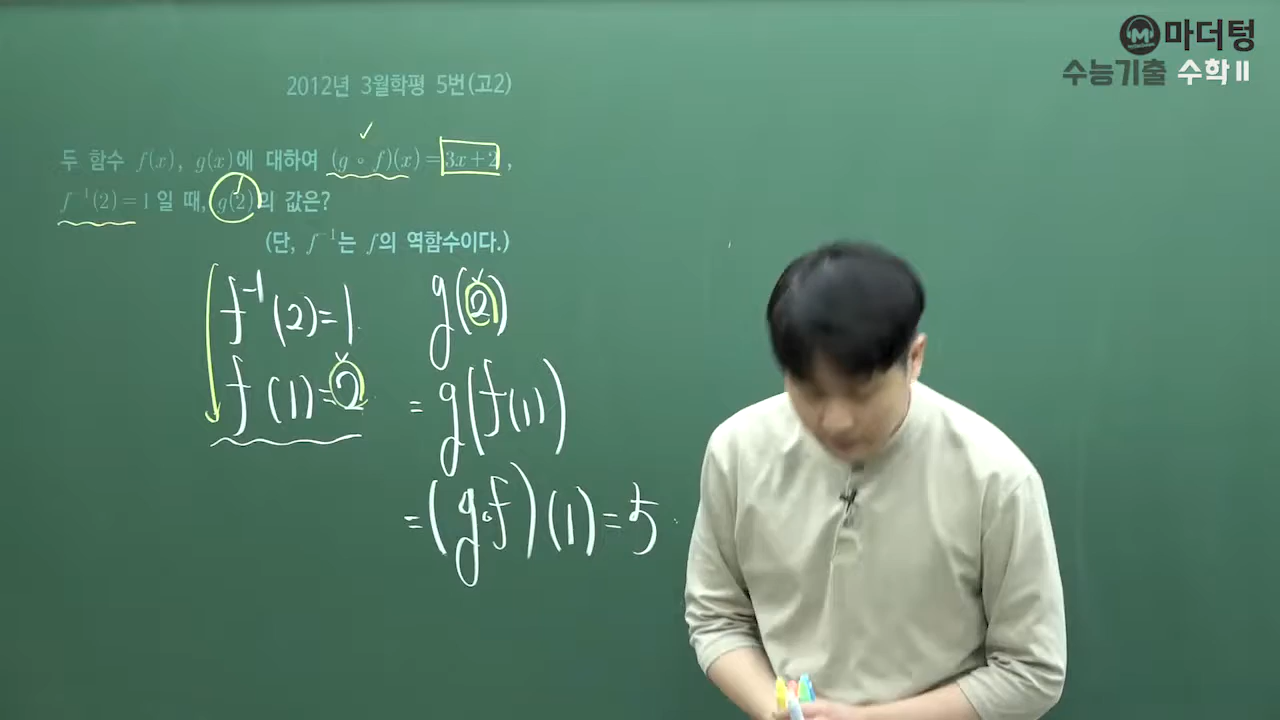 마더텅
수능기출 수학 II
2012년 3월학평 5번(고2)
두 함수 f(x), g(x)에 대하여 (g∘f)(x)=3x+2,
f⁻¹(2)=1일 때, g(2)의 값은?
(단, f⁻¹는 f의 역함수이다.)
f⁻¹(2)=1
f(1)=2
g(2)
=g(f(1))
=(g∘f)(1)=5